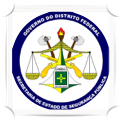 GOVERNO DO DISTRITO FEDERAL
SECRETARIA DE ESTADO DE SEGURANÇA PÚBLICA